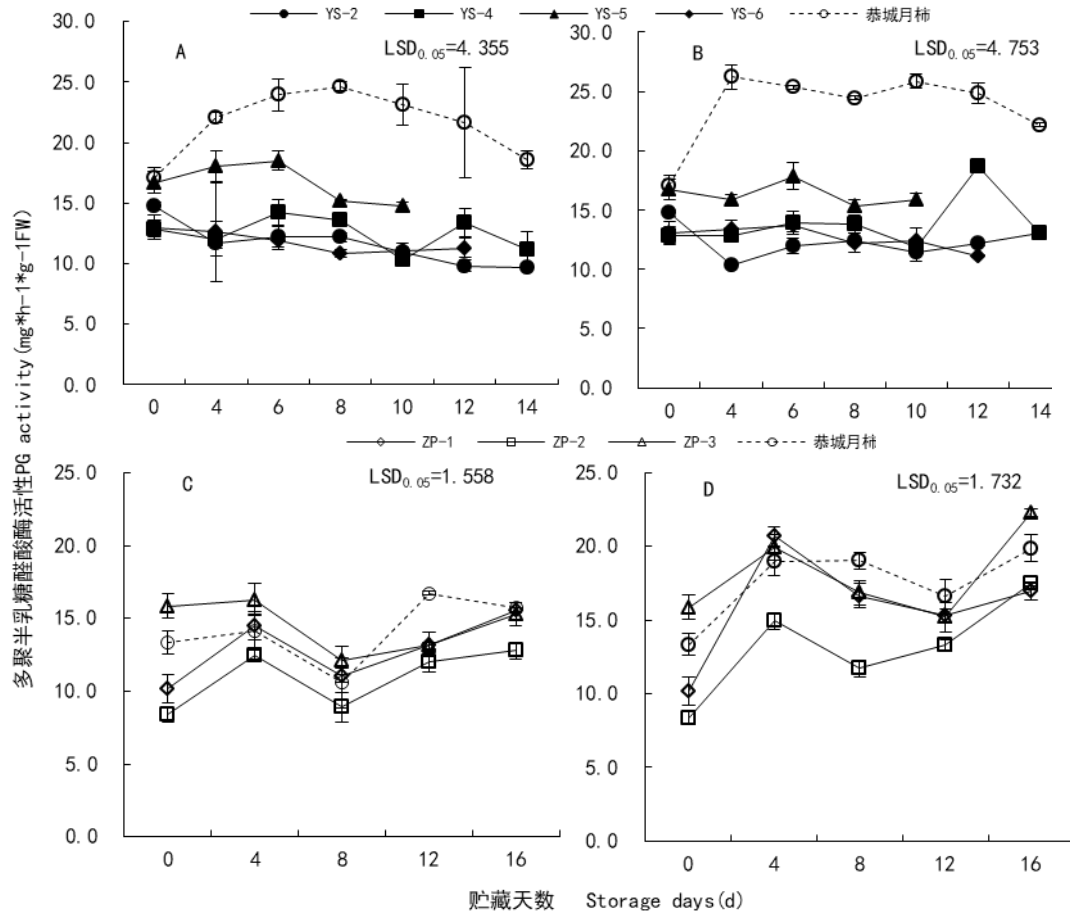 YS-2 YS-4 YS-5 YS-6 恭城月柿
30.0 A LSD0.05=4.355
25.0
20.0
15.0
10.0
5.0
0.0
0 4 6 8 10 12 14
30.0 B LSD0.05=4.753
25.0
20.0
15.0
10.0
5.0
0.0
0 4 6 8 10 12 14
多聚半乳糖醛酸酶活性PG activity(mg*h-1*g-1FW)
ZP-1 ZP-2 ZP-3 恭城月柿
25.0 C LSD0.05=1.558
20.0
15.0
10.0
5.0
0.0
0 4 8 12 16
25.0 D LSD0.05=1.732
20.0
15.0
10.0
5.0
0.0
0 4 8 12 16
贮藏天数 Storage days(d)